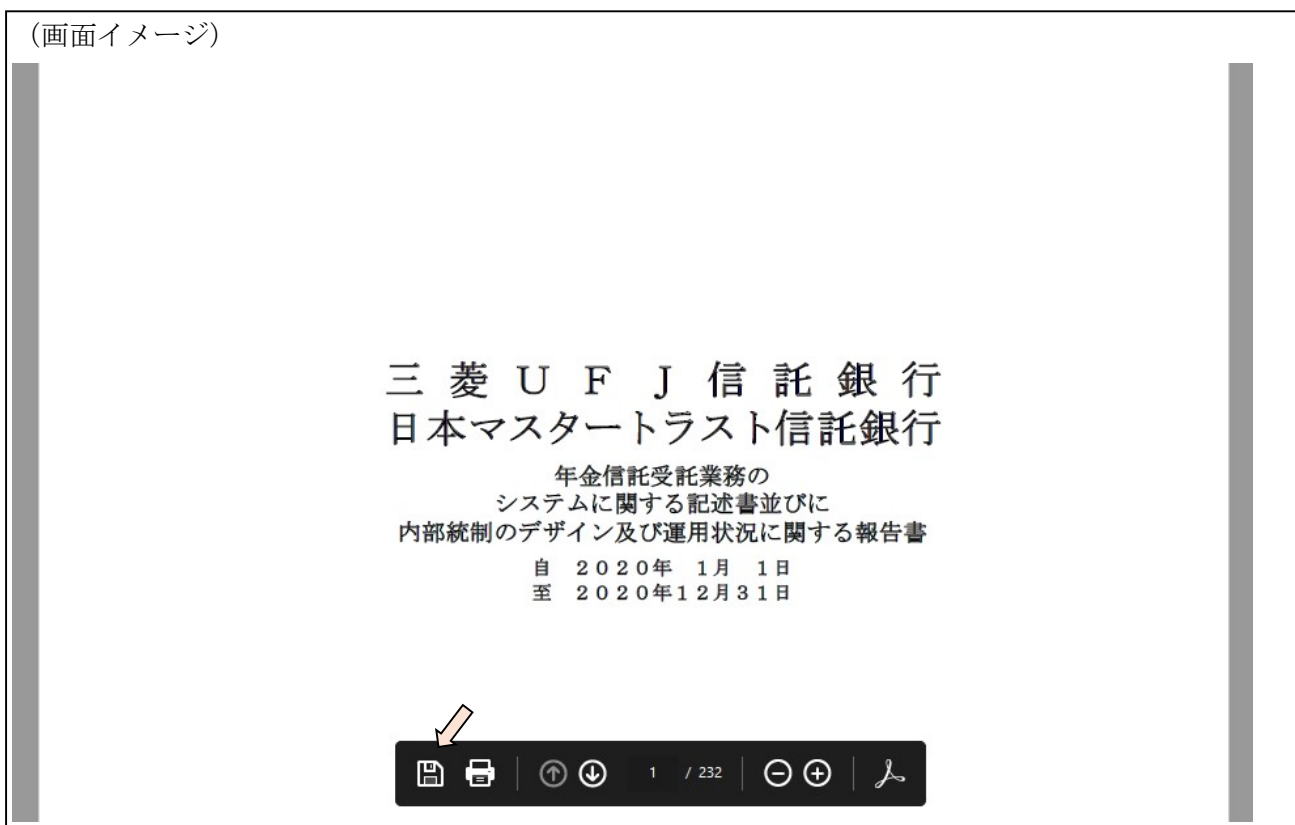 （画面イメージ）
三菱ＵＦＪ信託銀行
日本マスタートラスト信託銀行
年金信託受託業務の
システムに関する記述書並びに
内部統制のデザイン及び運用状況に関する報告書
自　２０２０年　１月　１日
至　２０２０年１２月３１日
1 / 232